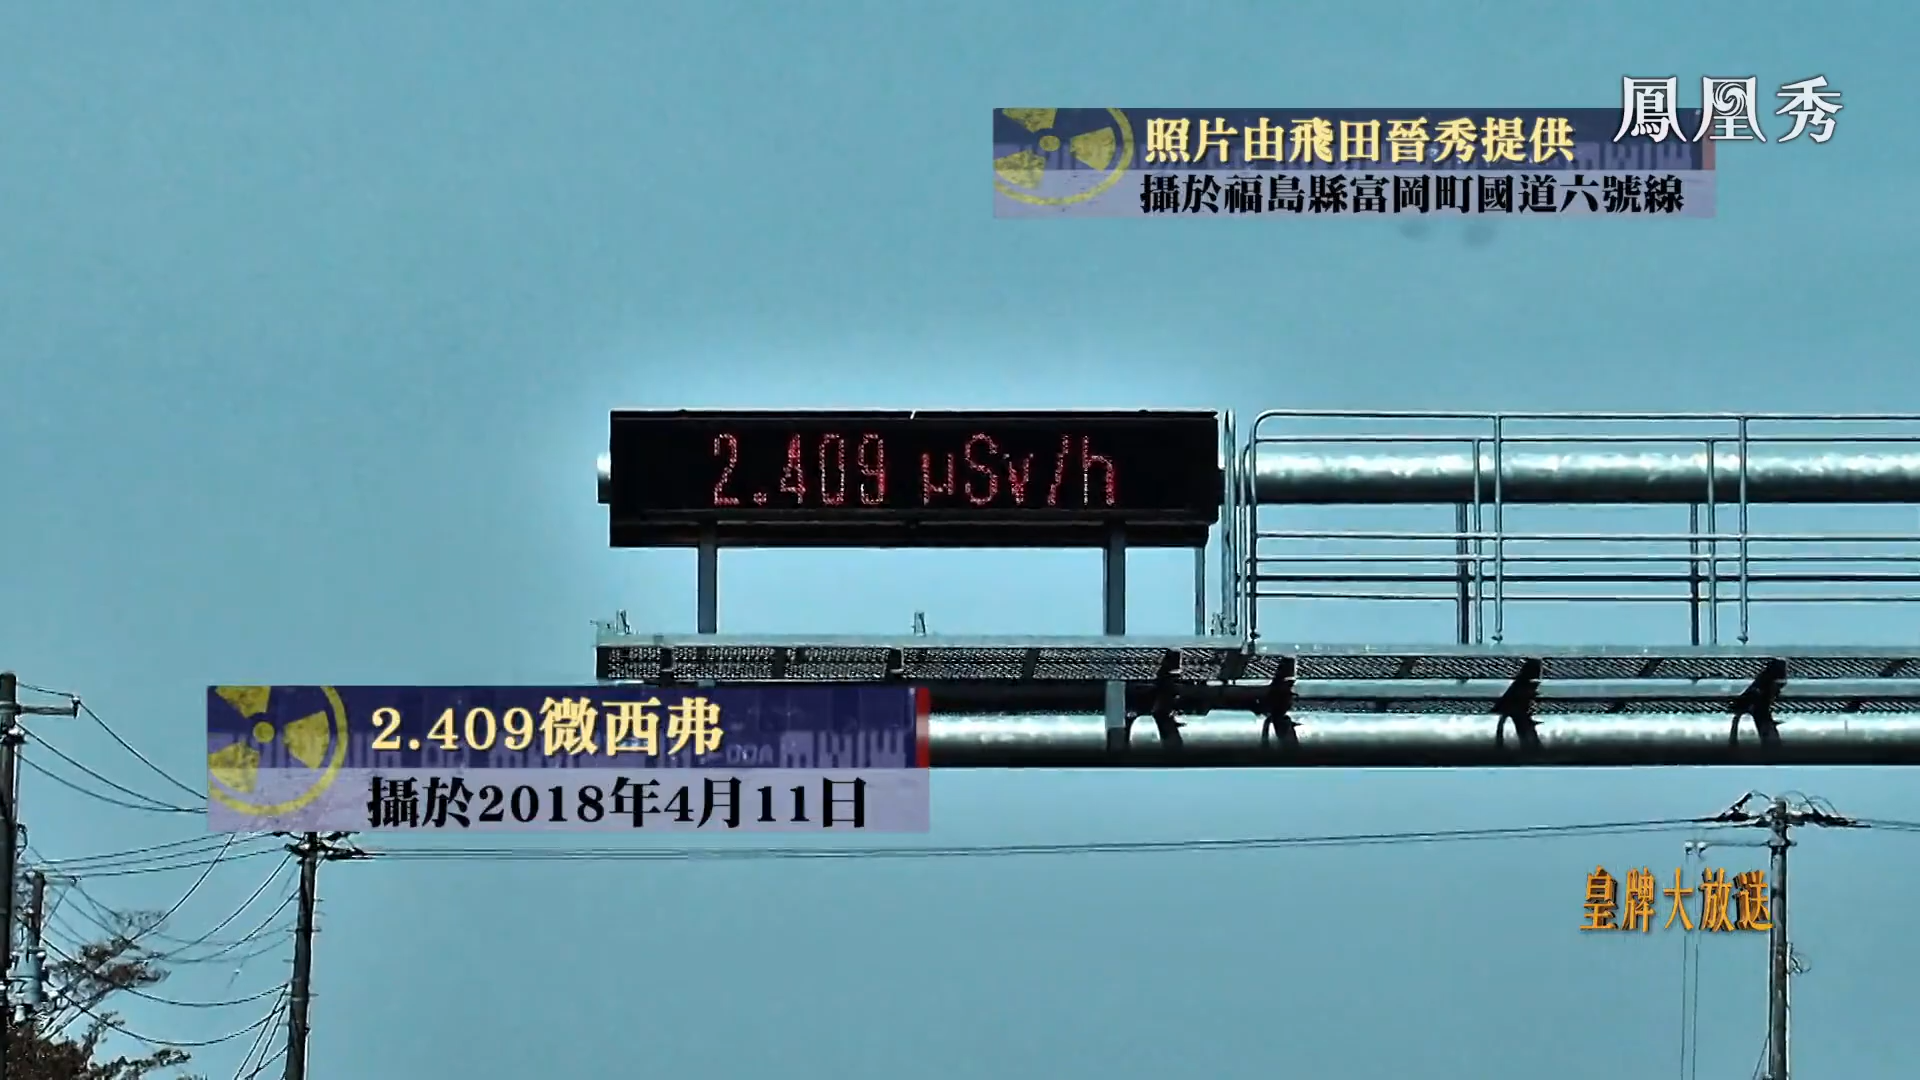 鳳凰秀
照片由飛田晉秀提供
攝於福島縣富岡町國道六號線
2.409 μSv/h
2.409微西弗
攝於2018年4月11日
皇牌大放送